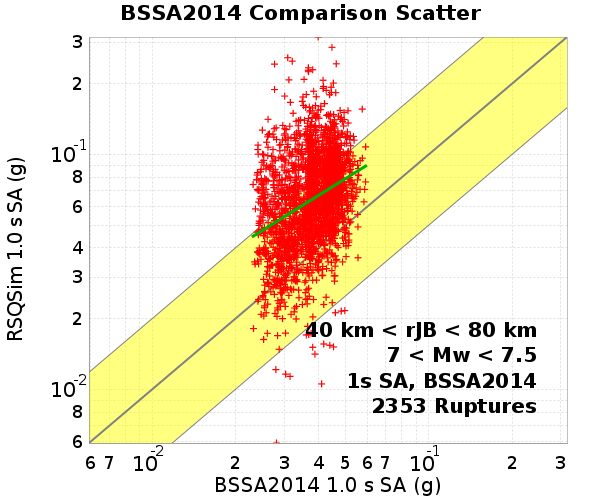 BSSA2014 Comparison Scatter
3
2
10-1
8
6
4
3
2
10-2
8
6
RSQSim 1.0 s SA (g)
40 km < rJB < 80 km
7 < Mw < 7.5
1s SA, BSSA2014
2353 Ruptures
6 7 10-2 2 3 4 5 6 7 10-1 2 3
BSSA2014 1.0 s SA (g)